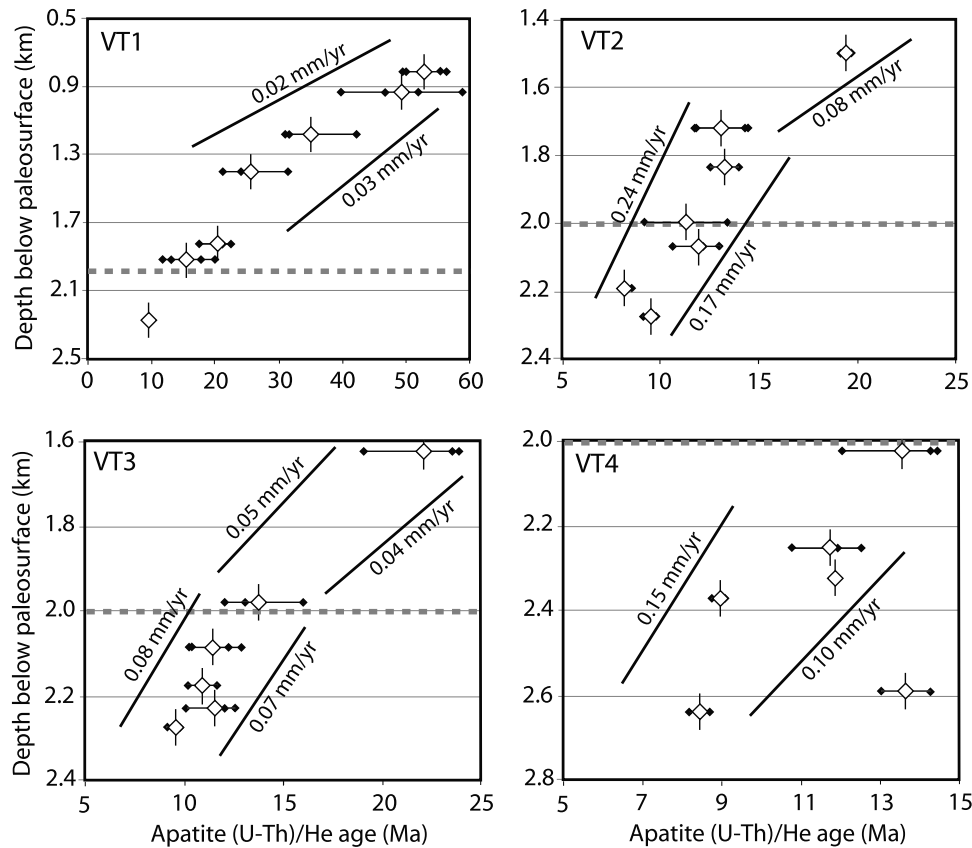 VT1
Depth below paleosurface (km)
0.5
0.9
1.3
1.7
2.1
2.5
0.02 mm/yr
0.03 mm/yr
0
10
20
30
40
50
60
VT2
1.4
1.6
1.8
2.0
2.2
2.4
0.08 mm/yr
0.24 mm/yr
0.17 mm/yr
5
10
15
20
25
VT3
Depth below paleosurface (km)
1.6
1.8
2.0
2.2
2.4
0.05 mm/yr
0.04 mm/yr
0.08 mm/yr
0.07 mm/yr
5
10
15
20
25
Apatite (U-Th)/He age (Ma)
VT4
2.0
2.2
2.4
2.6
2.8
0.15 mm/yr
0.10 mm/yr
5
7
9
11
13
15
Apatite (U-Th)/He age (Ma)